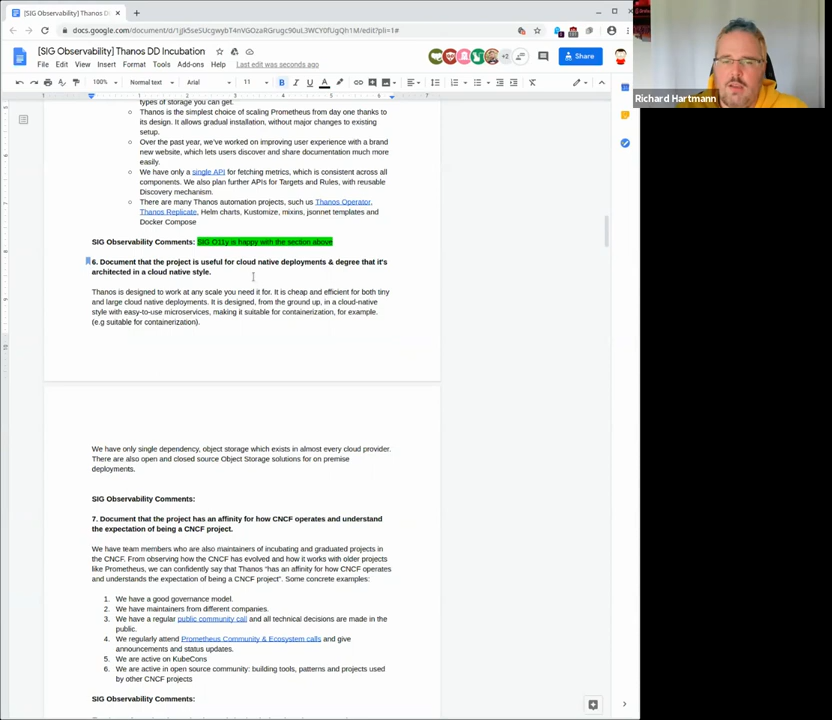 [SIG Observability] Thanos DD
docs.google.com/document/d/
[SIG Observability] Thanos DD Incubation
File Edit View Insert Format Tools Add-ons Help Last edit was seconds ago
+2
Share
100% Normal text Arial 11
Richard Hartmann
types of storage you can get.
Thanos is the simplest choice of scaling Prometheus from day one thanks to
its design. It allows gradual installation, without major changes to existing
setup.
Over the past year, we've worked on improving user experience with a brand
new website, which lets users discover and share documentation much more
easily.
We have only a single API for fetching metrics, which is consistent across all
components. We also plan further APIs for Targets and Rules, with reusable
Discovery mechanism.
There are many Thanos automation projects, such us Thanos Operator,
Thanos Replicate, Helm charts, Kustomize, mixins, jsonnet templates and
Docker Compose
SIG Observability Comments: SIG O11y is happy with the section above
6. Document that the project is useful for cloud native deployments & degree that it's
architected in a cloud native style.
Thanos is designed to work at any scale you need it for. It is cheap and efficient for both tiny
and large cloud native deployments. It is designed, from the ground up, in a cloud-native
style with easy-to-use microservices, making it suitable for containerization, for example.
(e.g suitable for containerization).
We have only single dependency, object storage which exists in almost every cloud provider.
There are also open and closed source Object Storage solutions for on premise
deployments.
SIG Observability Comments:
7. Document that the project has an affinity for how CNCF operates and understand
the expectation of being a CNCF project.
We have team members who are also maintainers of incubating and graduated projects in
the CNCF. From observing how the CNCF has evolved and how it works with older projects
like Prometheus, we can confidently say that Thanos "has an affinity for how CNCF operates
and understands the expectation of being a CNCF project". Some concrete examples:
1. We have a good governance model.
2. We have maintainers from different companies.
3. We have a regular public community call and all technical decisions are made in the
public.
4. We regularly attend Prometheus Community & Ecosystem calls and give
announcements and status updates.
5. We are active on KubeCons
6. We are active in open source community: building tools, patterns and projects used
by other CNCF projects
SIG Observability Comments: